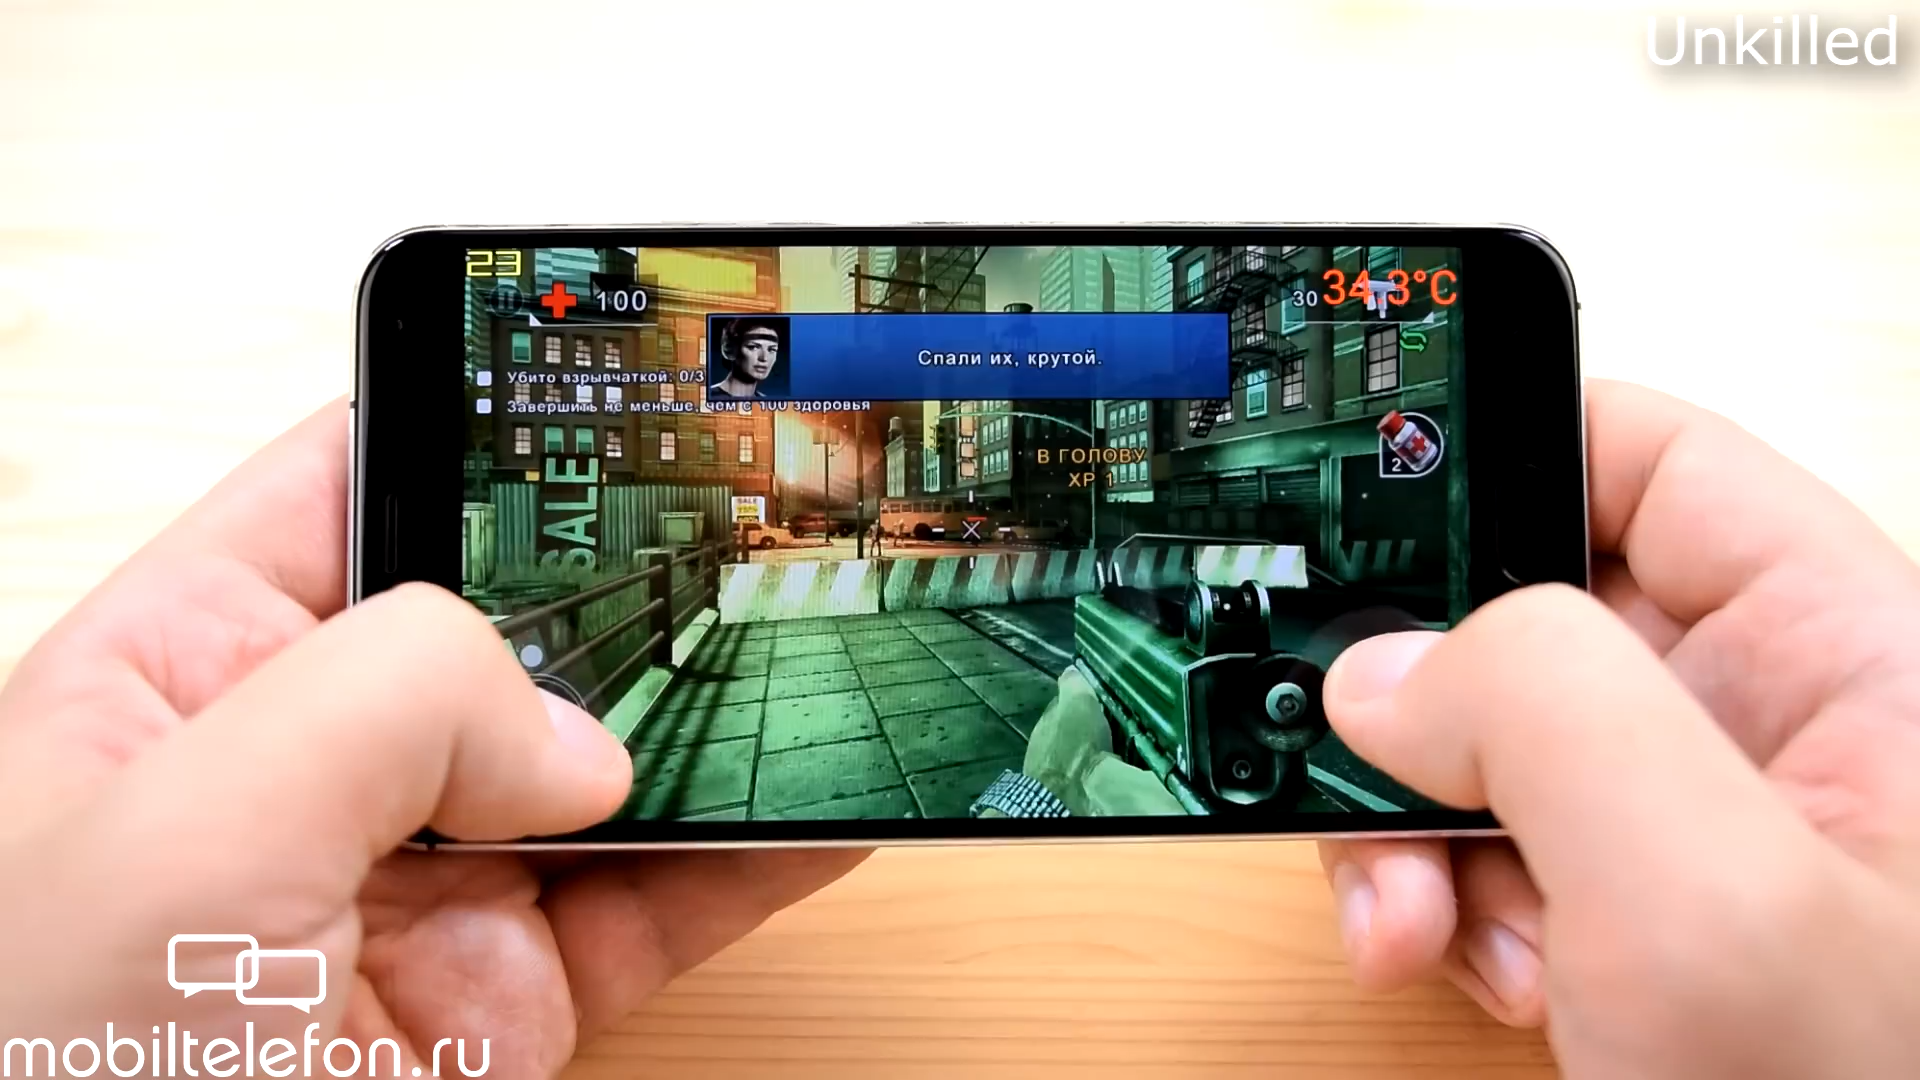 Unkilled
23
100
30
34.3°C
Спали их, крутой.
Убито взрывчаткой: 0/3
Завершить не меньше, чем с 100 здоровья
В ГОЛОВУ
XP 1
2
SALE
SALE
mobiltelefon.ru